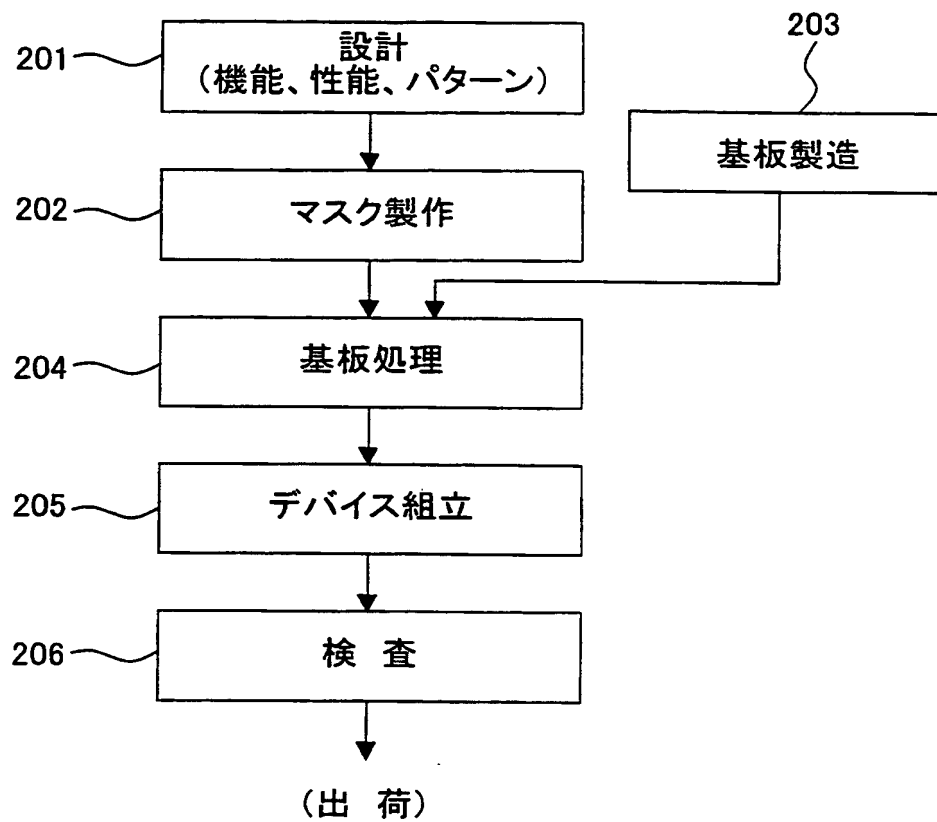 201
設計
(機能、性能、パターン)
203
基板製造
202
マスク製作
204
基板処理
205
デバイス組立
206
検 査
(出 荷)